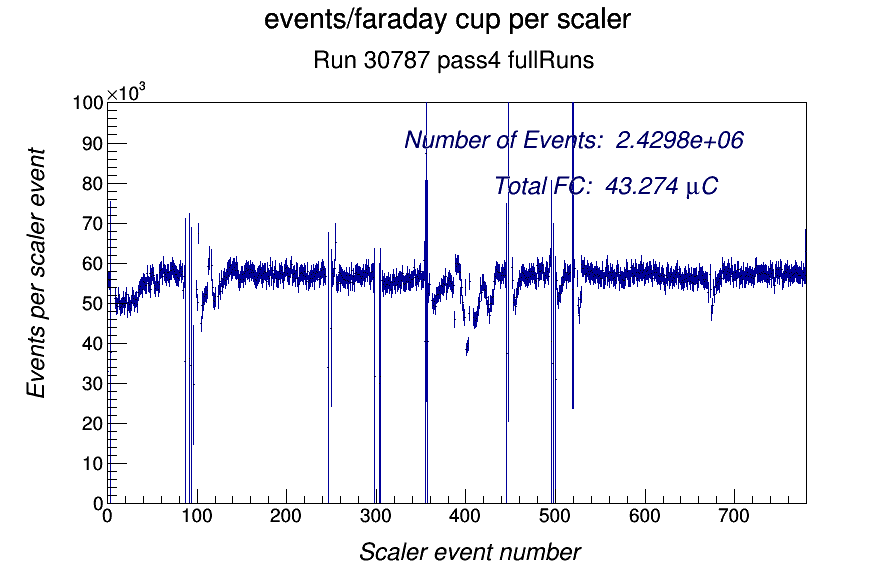 events/faraday cup per scaler
Run 30787 pass4 fullRuns
×10³
100
90
80
70
60
50
40
30
20
10
0
Events per scaler event
Number of Events: 2.4298e+06
Total FC: 43.274 μC
0 100 200 300 400 500 600 700
Scaler event number